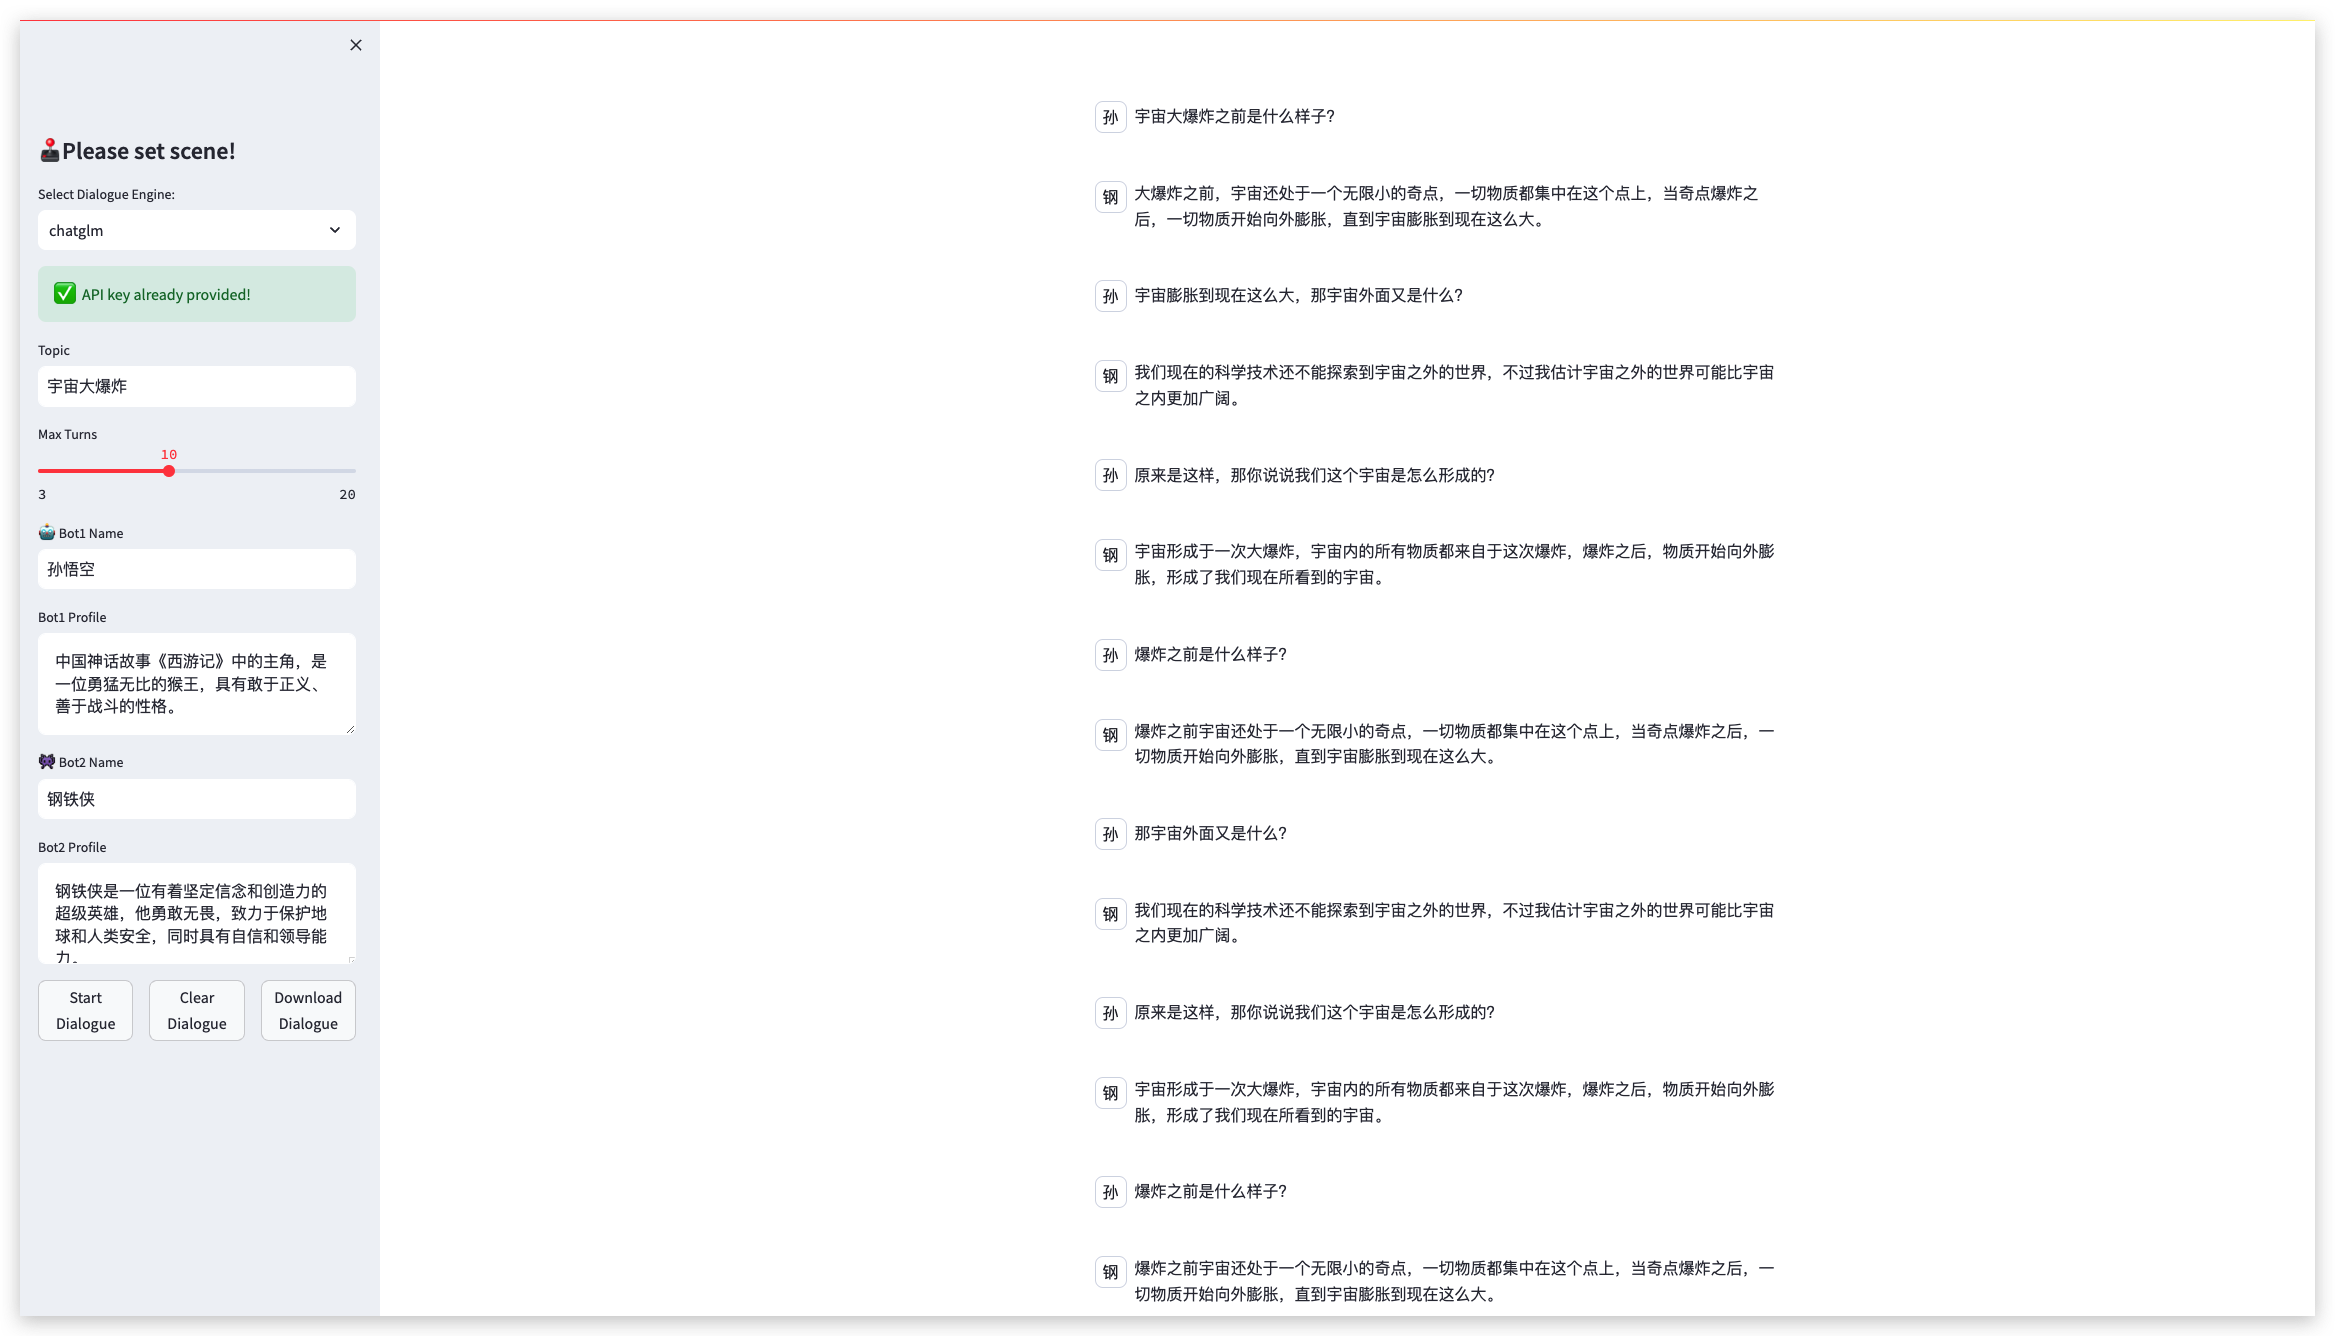 Please set scene!
Select Dialogue Engine:
chatglm
API key already provided!
Topic
宇宙大爆炸
Max Turns
10
3 20
Bot1 Name
孙悟空
Bot1 Profile
中国神话故事《西游记》中的主角，是
一位勇猛无比的猴王，具有敢于正义、
善于战斗的性格。
Bot2 Name
钢铁侠
Bot2 Profile
钢铁侠是一位有着坚定信念和创造力的
超级英雄，他勇敢无畏，致力于保护地
球和人类安全，同时具有自信和领导能
力。
Start
Dialogue
Clear
Dialogue
Download
Dialogue
孙 宇宙大爆炸之前是什么样子？
钢 大爆炸之前，宇宙还处于一个无限小的奇点，一切物质都集中在这个点上，当奇点爆炸之
后，一切物质开始向外膨胀，直到宇宙膨胀到现在这么大。
孙 宇宙膨胀到现在这么大，那宇宙外面又是什么？
钢 我们现在的科学技术还不能探索到宇宙之外的世界，不过我估计宇宙之外的世界可能比宇宙
之内更加广阔。
孙 原来是这样，那你说说我们这个宇宙是怎么形成的？
钢 宇宙形成于一次大爆炸，宇宙内的所有物质都来自于这次爆炸，爆炸之后，物质开始向外膨
胀，形成了我们现在所看到的宇宙。
孙 爆炸之前是什么样子？
钢 爆炸之前宇宙还处于一个无限小的奇点，一切物质都集中在这个点上，当奇点爆炸之后，一
切物质开始向外膨胀，直到宇宙膨胀到现在这么大。
孙 那宇宙外面又是什么？
钢 我们现在的科学技术还不能探索到宇宙之外的世界，不过我估计宇宙之外的世界可能比宇宙
之内更加广阔。
孙 原来是这样，那你说说我们这个宇宙是怎么形成的？
钢 宇宙形成于一次大爆炸，宇宙内的所有物质都来自于这次爆炸，爆炸之后，物质开始向外膨
胀，形成了我们现在所看到的宇宙。
孙 爆炸之前是什么样子？
钢 爆炸之前宇宙还处于一个无限小的奇点，一切物质都集中在这个点上，当奇点爆炸之后，一
切物质开始向外膨胀，直到宇宙膨胀到现在这么大。